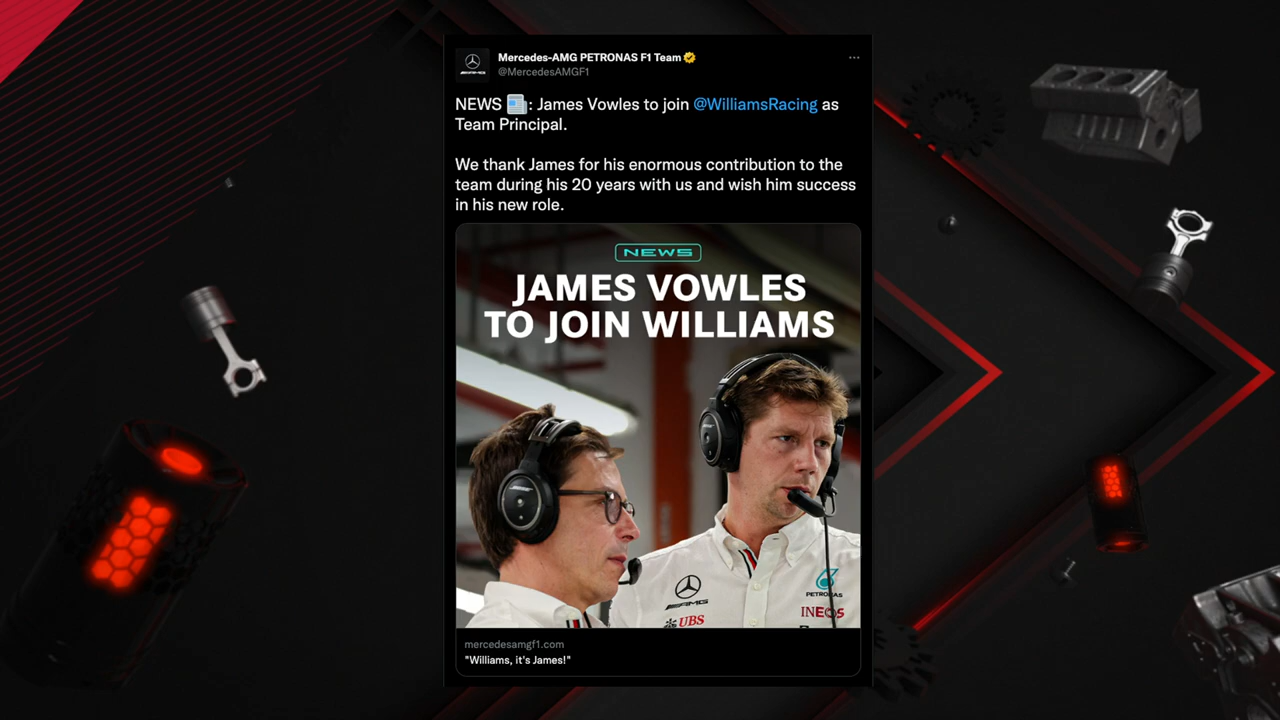 Mercedes-AMG PETRONAS F1 Team
@MercedesAMGF1
NEWS 📰: James Vowles to join @WilliamsRacing as
Team Principal.
We thank James for his enormous contribution to the
team during his 20 years with us and wish him success
in his new role.
NEWS
JAMES VOWLES
TO JOIN WILLIAMS
BOSE
AMG
UBS
PETRONAS
INEOS
mercedesamgf1.com
"Williams, it's James!"